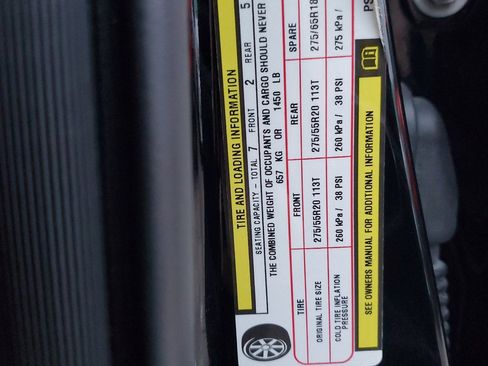 TIRE AND LOADING INFORMATION
SEATING CAPACITY - TOTAL 7 FRONT 2 REAR 5
THE COMBINED WEIGHT OF OCCUPANTS AND CARGO SHOULD NEVER
657 KG OR 1450 LB
TIRE FRONT REAR SPARE
ORIGINAL TIRE SIZE 275/55R20 113T 275/55R20 113T 275/65R18
COLD TIRE INFLATION PRESSURE 260 kPa / 38 PSI 260 kPa / 38 PSI 275 kPa /
SEE OWNERS MANUAL FOR ADDITIONAL INFORMATION
PS